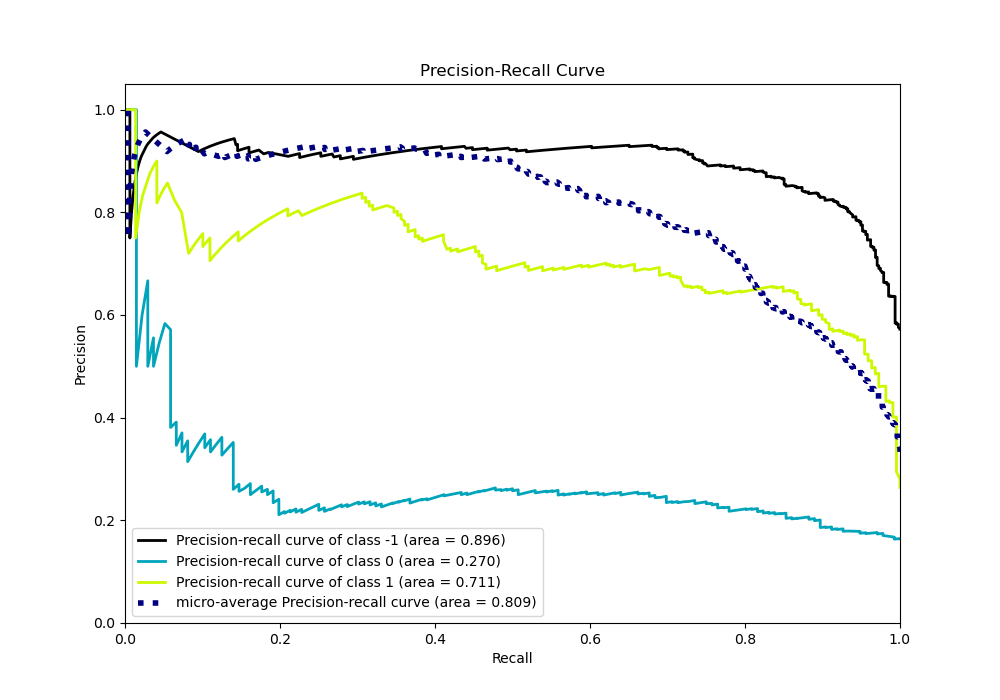 Precision-Recall Curve
1.0
0.8
0.6
0.4
0.2
0.0
Precision
Precision-recall curve of class -1 (area = 0.896)
Precision-recall curve of class 0 (area = 0.270)
Precision-recall curve of class 1 (area = 0.711)
micro-average Precision-recall curve (area = 0.809)
0.0 0.2 0.4 0.6 0.8 1.0
Recall